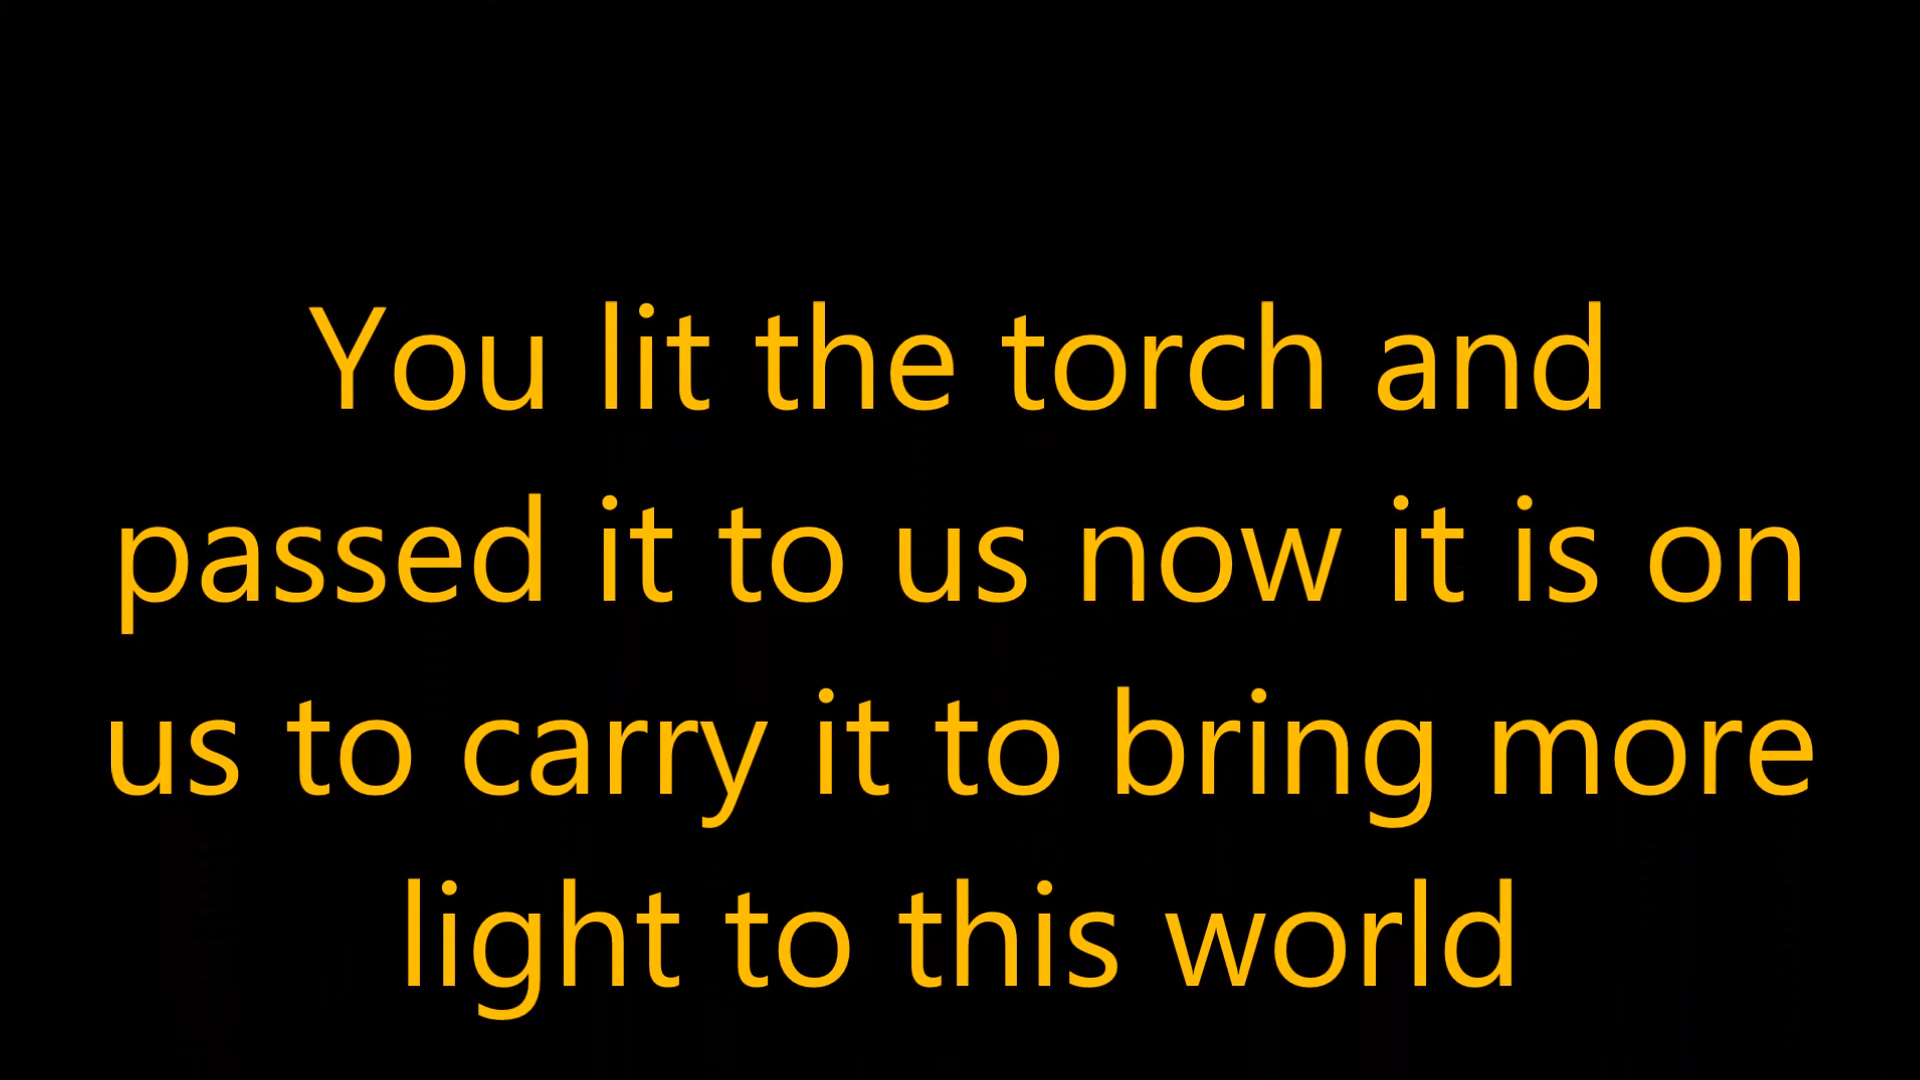 You lit the torch and
passed it to us now it is on
us to carry it to bring more
light to this world